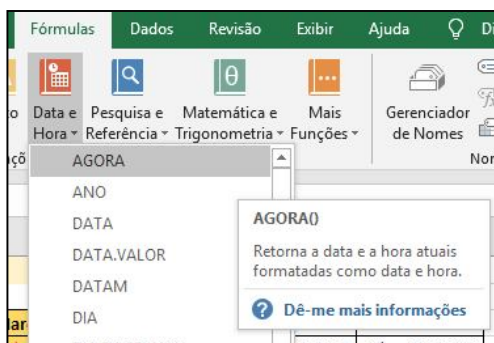 Fórmulas Dados Revisão Exibir Ajuda
Data e Hora
Pesquisa e Referência
Matemática e Trigonometria
Mais Funções
Gerenciador de Nomes
AGORA
ANO
DATA
DATA.VALOR
DATAM
DIA
AGORA()
Retorna a data e a hora atuais
formatadas como data e hora.
Dê-me mais informações